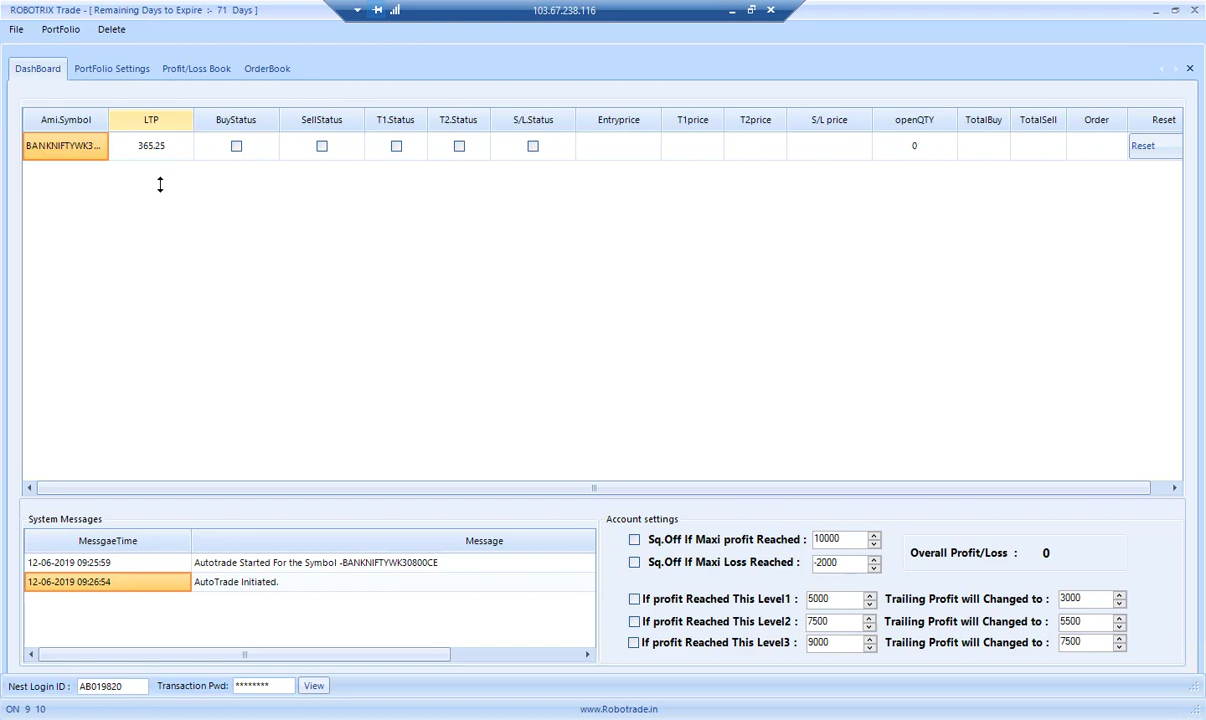 ROBOTRIX Trade - [ Remaining Days to Expire :- 71 Days ]
103.67.238.116
File PortFolio Delete
DashBoard PortFolio Settings Profit/Loss Book OrderBook
Ami.Symbol LTP BuyStatus SellStatus T1.Status T2.Status S/L.Status Entryprice T1price T2price S/L price openQTY TotalBuy TotalSell Order Reset
BANKNIFTYWK3... 365.25 0 Reset
System Messages
MessgaeTime Message
12-06-2019 09:25:59 Autotrade Started For the Symbol -BANKNIFTYWK30800CE
12-06-2019 09:26:54 AutoTrade Initiated.
Account settings
Sq.Off If Maxi profit Reached : 10000
Sq.Off If Maxi Loss Reached : -2000
Overall Profit/Loss : 0
If profit Reached This Level1 : 5000 Trailing Profit will Changed to : 3000
If profit Reached This Level2 : 7500 Trailing Profit will Changed to : 5500
If profit Reached This Level3 : 9000 Trailing Profit will Changed to : 7500
Nest Login ID : AB019820 Transaction Pwd: ******** View
ON 9 10 www.Robotrade.in